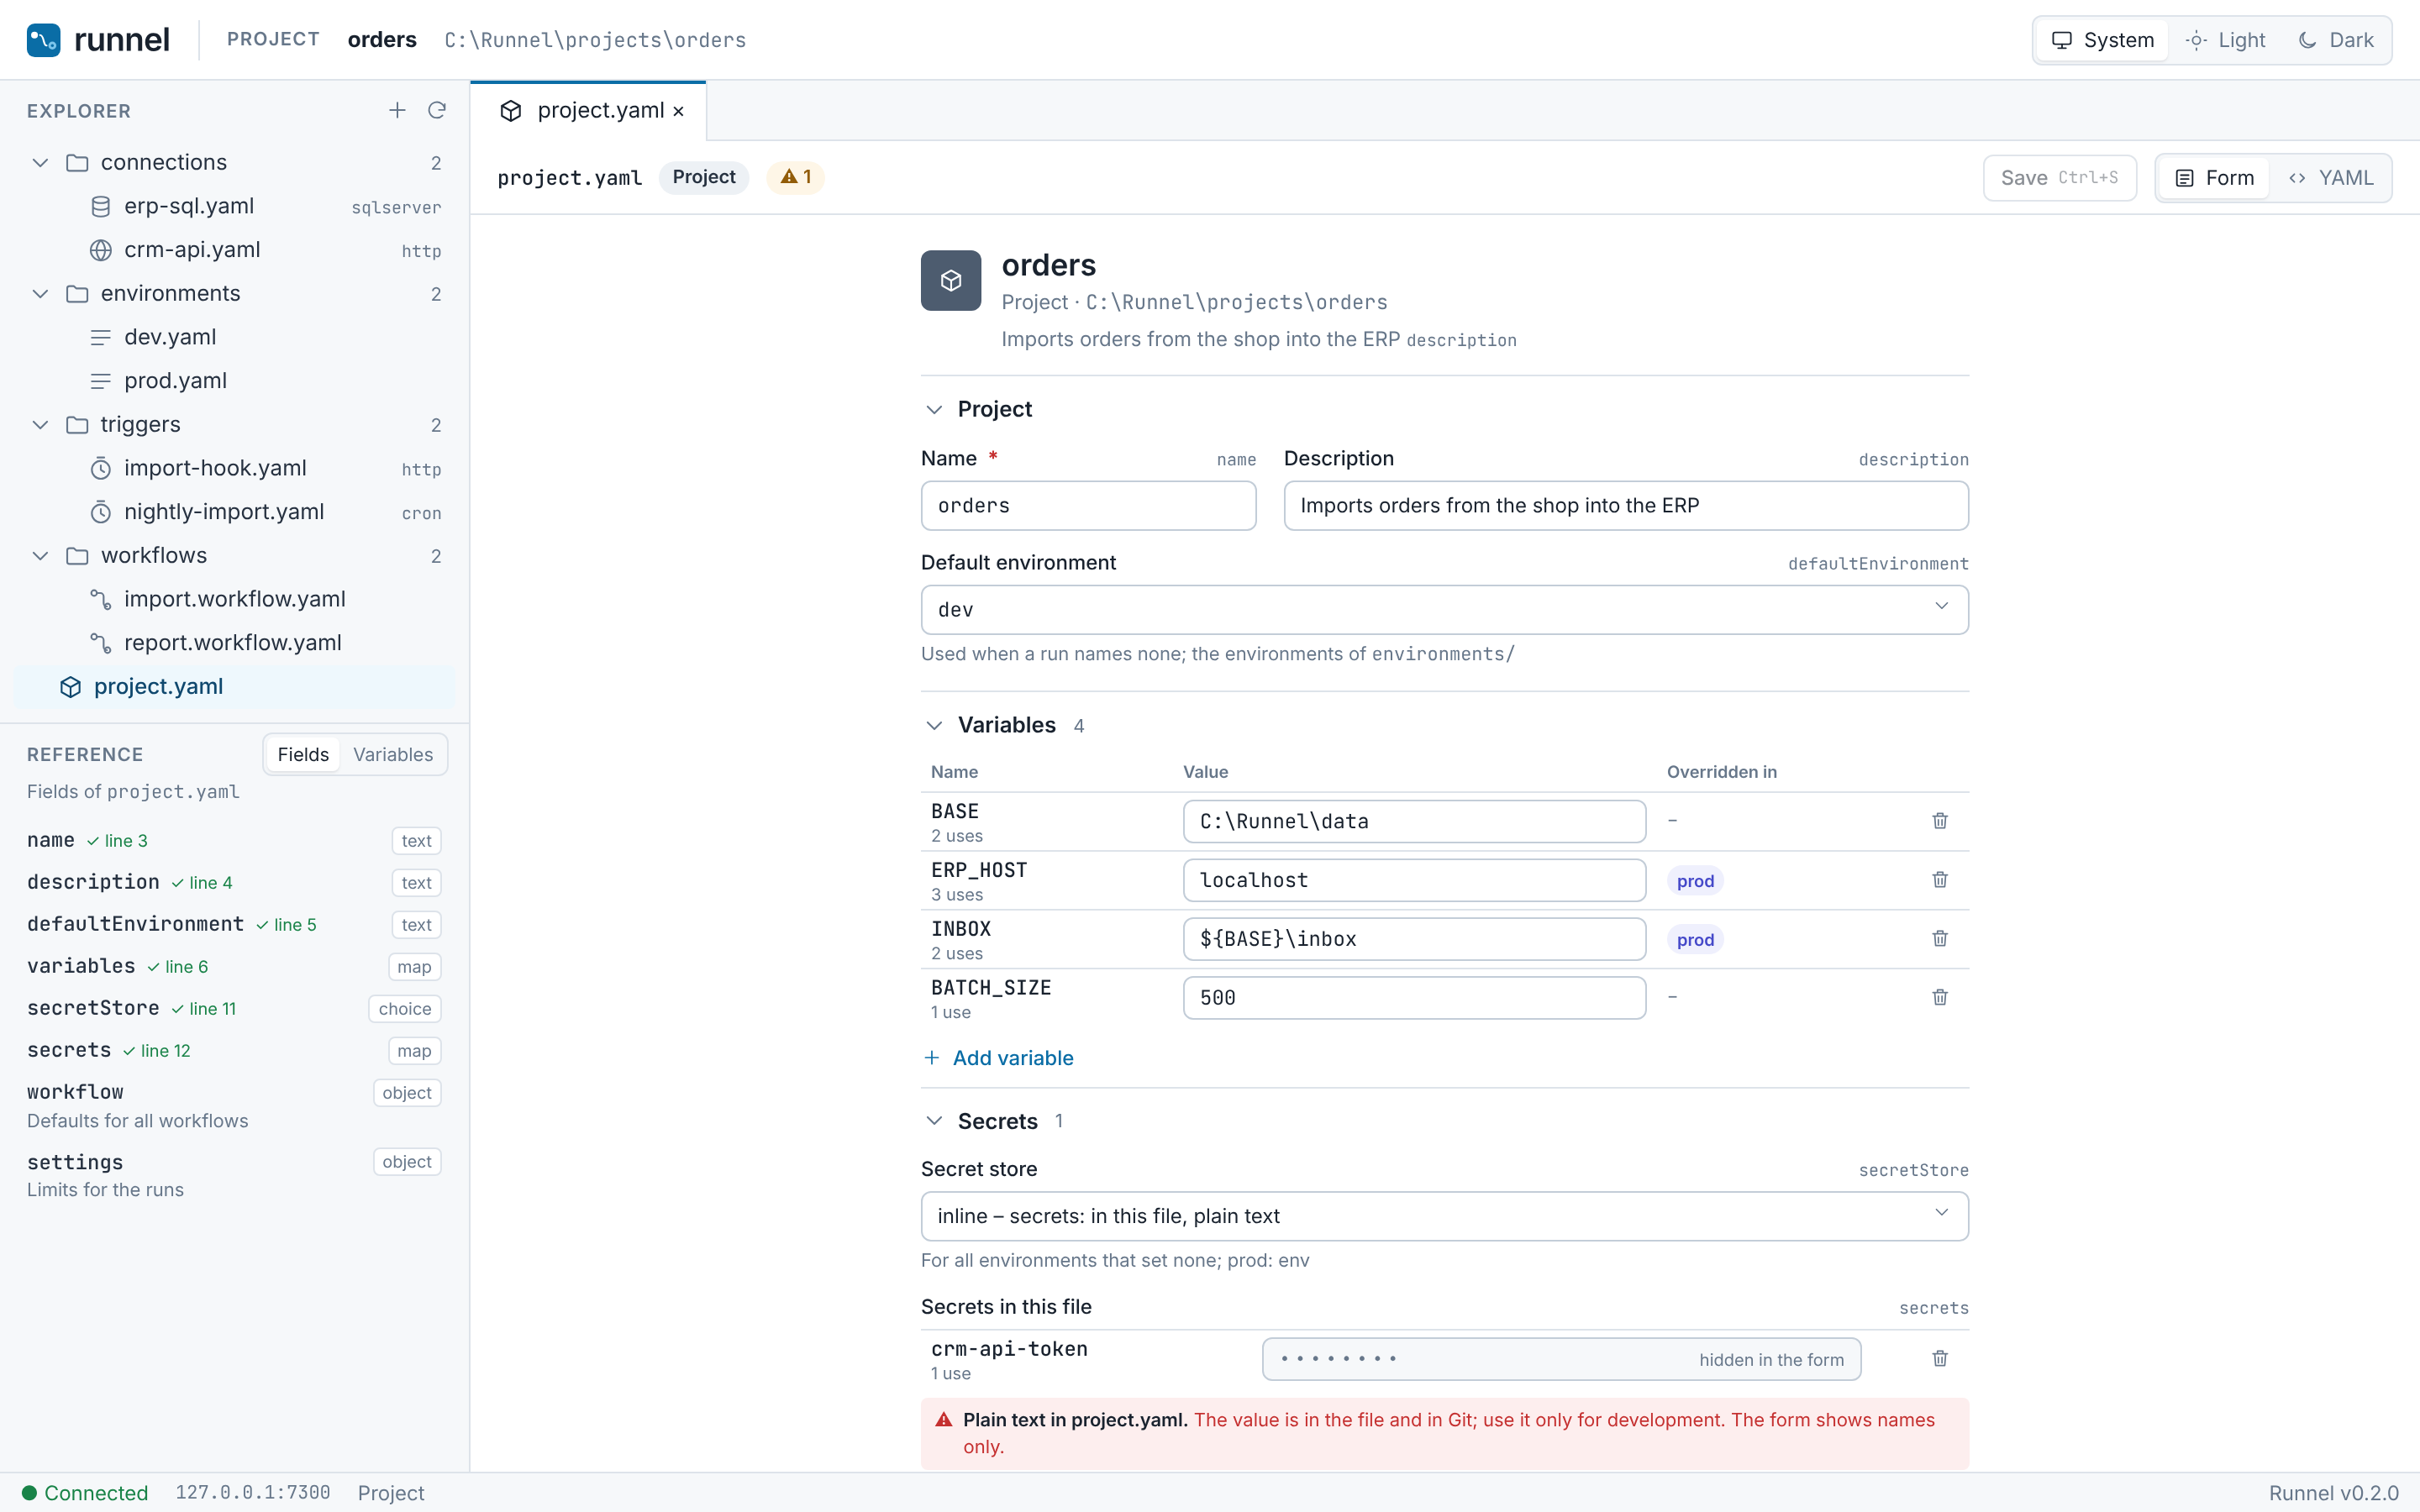 runnel
PROJECT orders C:\Runnel\projects\orders
System Light Dark
EXPLORER
connections 2
erp-sql.yaml sqlserver
crm-api.yaml http
environments 2
dev.yaml
prod.yaml
triggers 2
import-hook.yaml http
nightly-import.yaml cron
workflows 2
import.workflow.yaml
report.workflow.yaml
project.yaml
REFERENCE Fields Variables
Fields of project.yaml
name ✓ line 3 text
description ✓ line 4 text
defaultEnvironment ✓ line 5 text
variables ✓ line 6 map
secretStore ✓ line 11 choice
secrets ✓ line 12 map
workflow object
Defaults for all workflows
settings object
Limits for the runs
project.yaml ×
project.yaml Project 1
Save Ctrl+S Form YAML
orders
Project · C:\Runnel\projects\orders
Imports orders from the shop into the ERP description
Project
Name * name Description description
orders Imports orders from the shop into the ERP
Default environment defaultEnvironment
dev
Used when a run names none; the environments of environments/
Variables 4
Name Value Overridden in
BASE C:\Runnel\data –
2 uses
ERP_HOST localhost prod
3 uses
INBOX ${BASE}\inbox prod
2 uses
BATCH_SIZE 500 –
1 use
+ Add variable
Secrets 1
Secret store secretStore
inline – secrets: in this file, plain text
For all environments that set none; prod: env
Secrets in this file secrets
crm-api-token •••••••• hidden in the form
1 use
Plain text in project.yaml. The value is in the file and in Git; use it only for development. The form shows names
only.
Connected 127.0.0.1:7300 Project Runnel v0.2.0